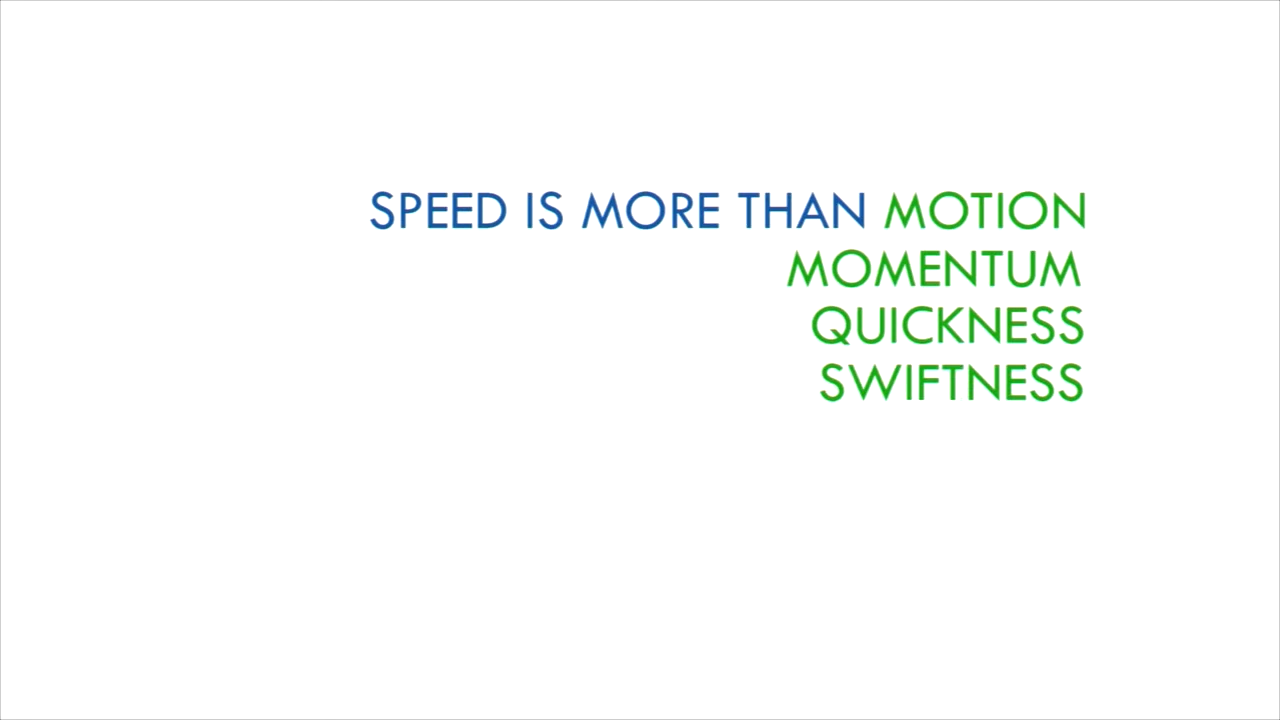 SPEED IS MORE THAN MOTION
MOMENTUM
QUICKNESS
SWIFTNESS